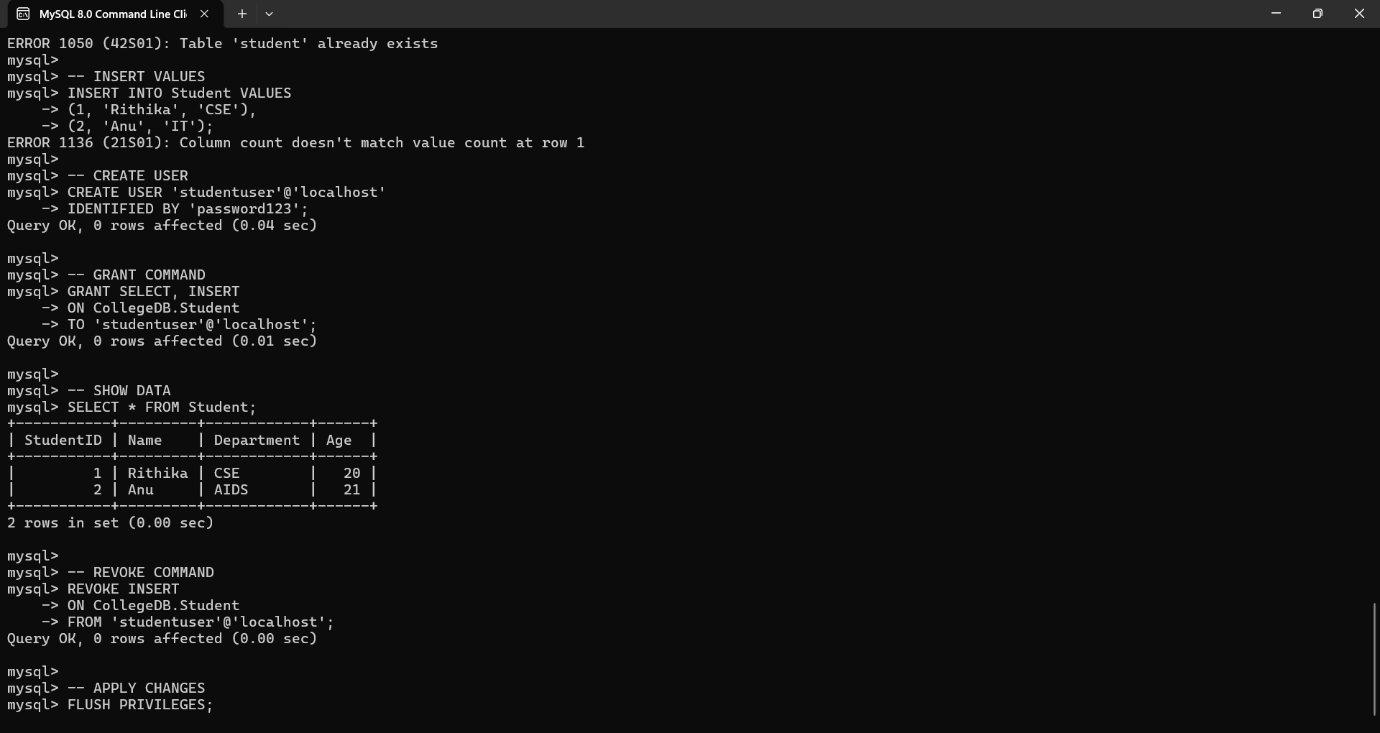 MySQL 8.0 Command Line Cli
ERROR 1050 (42S01): Table 'student' already exists
mysql>
mysql> -- INSERT VALUES
mysql> INSERT INTO Student VALUES
    -> (1, 'Rithika', 'CSE'),
    -> (2, 'Anu', 'IT');
ERROR 1136 (21S01): Column count doesn't match value count at row 1
mysql>
mysql> -- CREATE USER
mysql> CREATE USER 'studentuser'@'localhost'
    -> IDENTIFIED BY 'password123';
Query OK, 0 rows affected (0.04 sec)

mysql>
mysql> -- GRANT COMMAND
mysql> GRANT SELECT, INSERT
    -> ON CollegeDB.Student
    -> TO 'studentuser'@'localhost';
Query OK, 0 rows affected (0.01 sec)

mysql>
mysql> -- SHOW DATA
mysql> SELECT * FROM Student;
+-----------+---------+------------+------+
| StudentID | Name    | Department | Age  |
+-----------+---------+------------+------+
|         1 | Rithika | CSE        |   20 |
|         2 | Anu     | AIDS       |   21 |
+-----------+---------+------------+------+
2 rows in set (0.00 sec)

mysql>
mysql> -- REVOKE COMMAND
mysql> REVOKE INSERT
    -> ON CollegeDB.Student
    -> FROM 'studentuser'@'localhost';
Query OK, 0 rows affected (0.00 sec)

mysql>
mysql> -- APPLY CHANGES
mysql> FLUSH PRIVILEGES;